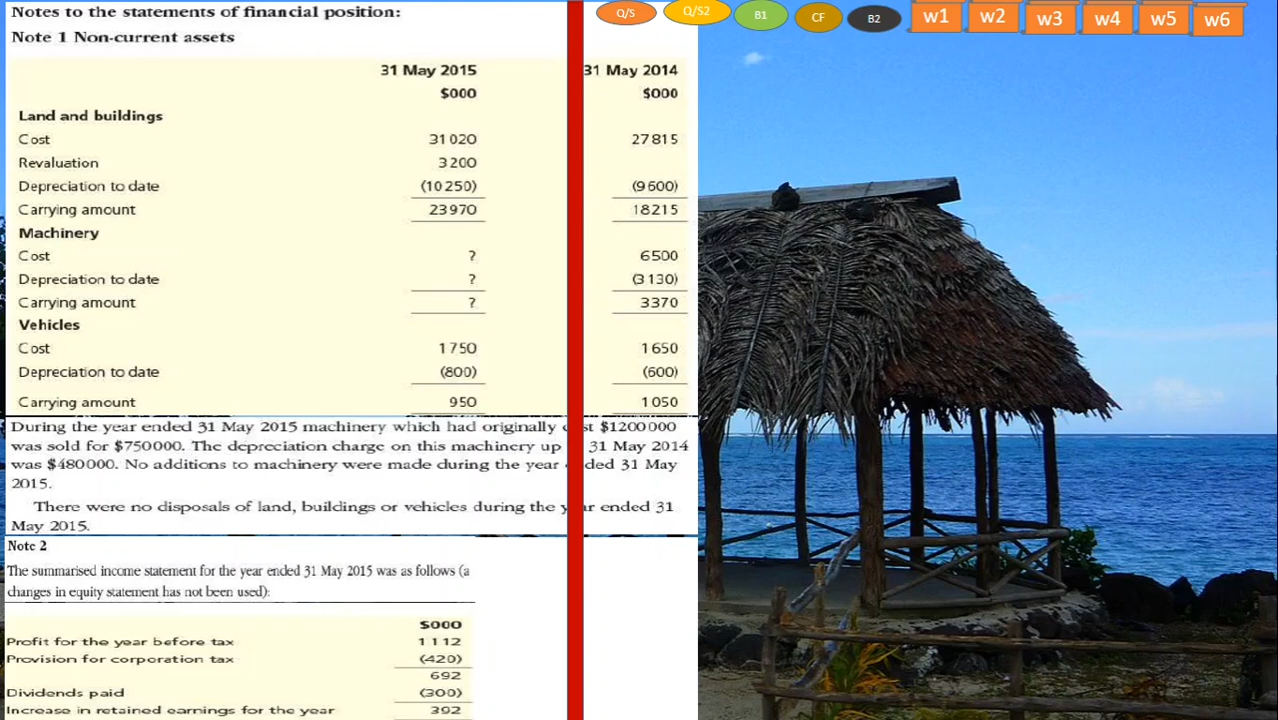 Notes to the statements of financial position:
Note 1 Non-current assets
31 May 2015 31 May 2014
$000 $000
Land and buildings
Cost 31 020 27 815
Revaluation 3 200
Depreciation to date (10 250) (9 600)
Carrying amount 23 970 18 215
Machinery
Cost ? 6 500
Depreciation to date ? (3 130)
Carrying amount ? 3 370
Vehicles
Cost 1 750 1 650
Depreciation to date (800) (600)
Carrying amount 950 1 050
During the year ended 31 May 2015 machinery which had originally st $1 200 000
was sold for $750 000. The depreciation charge on this machinery up 31 May 2014
was $480 000. No additions to machinery were made during the year ded 31 May
2015.
There were no disposals of land, buildings or vehicles during the y r ended 31
May 2015.
Note 2
The summarised income statement for the year ended 31 May 2015 was as follows (a
changes in equity statement has not been used):
$000
Profit for the year before tax 1 112
Provision for corporation tax (420)
692
Dividends paid (300)
Increase in retained earnings for the year 392
Q/S
Q/S2
B1
CF
B2
w1
w2
w3
w4
w5
w6